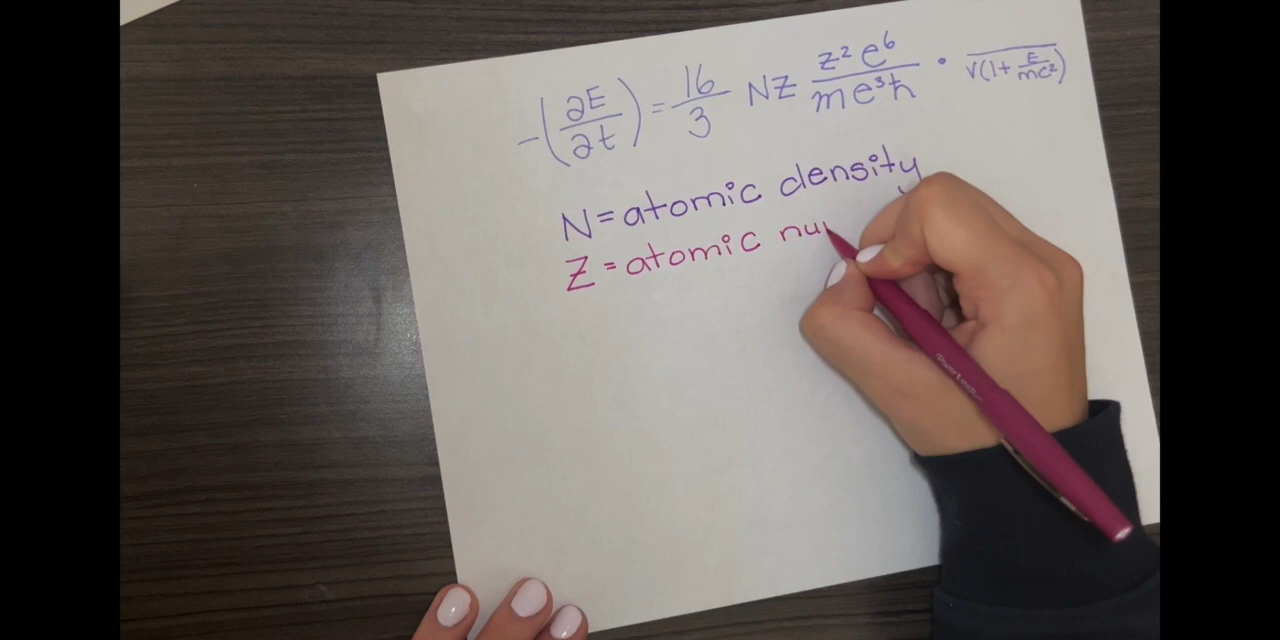 -(∂E/∂t) = 16/3 NZ z²e⁶/me³ħ · √(1+E/mc²)
N=atomic density
Z=atomic nu